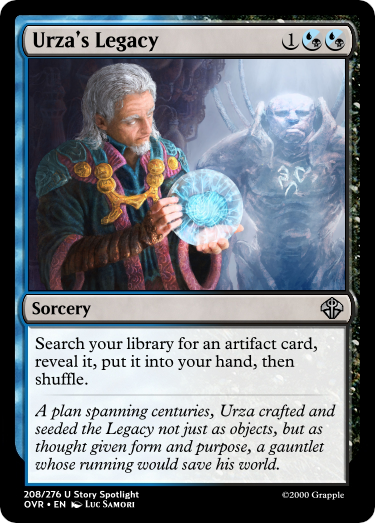 Urza's Legacy 1
Sorcery
Search your library for an artifact card,
reveal it, put it into your hand, then
shuffle.
A plan spanning centuries, Urza crafted and
seeded the Legacy not just as objects, but as
thought given form and purpose, a gauntlet
whose running would save his world.
208/276 U Story Spotlight
OVR • EN Luc Samori ©2000 Grapple